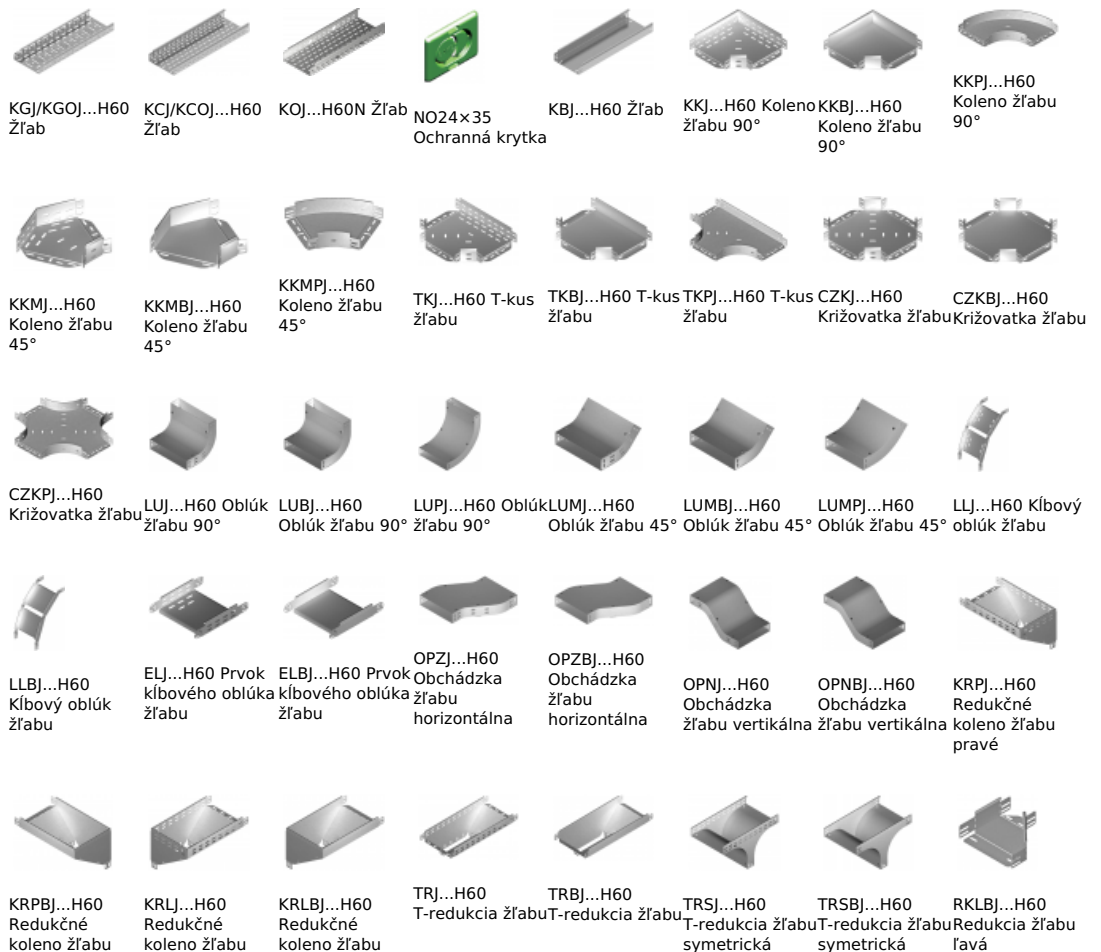 KGJ/KGOJ...H60
Žľab
KCJ/KCOJ...H60
Žľab
KOJ...H60N Žľab
NO24×35
Ochranná krytka
KBJ...H60 Žľab
KKJ...H60 Koleno
žľabu 90°
KKBJ...H60
Koleno žľabu
90°
KKPJ...H60
Koleno žľabu
90°
KKMJ...H60
Koleno žľabu
45°
KKMBJ...H60
Koleno žľabu
45°
KKMPJ...H60
Koleno žľabu
45°
TKJ...H60 T-kus
žľabu
TKBJ...H60 T-kus
žľabu
TKPJ...H60 T-kus
žľabu
CZKJ...H60
Križovatka žľabu
CZKBJ...H60
Križovatka žľabu
CZKPJ...H60
Križovatka žľabu
LUJ...H60 Oblúk
žľabu 90°
LUBJ...H60
Oblúk žľabu 90°
LUPJ...H60 Oblúk
žľabu 90°
LUMJ...H60
Oblúk žľabu 45°
LUMBJ...H60
Oblúk žľabu 45°
LUMPJ...H60
Oblúk žľabu 45°
LLJ...H60 Kĺbový
oblúk žľabu
LLBJ...H60
Kĺbový oblúk
žľabu
ELJ...H60 Prvok
kĺbového oblúka
žľabu
ELBJ...H60 Prvok
kĺbového oblúka
žľabu
OPZJ...H60
Obchádzka
žľabu
horizontálna
OPZBJ...H60
Obchádzka
žľabu
horizontálna
OPNJ...H60
Obchádzka
žľabu vertikálna
OPNBJ...H60
Obchádzka
žľabu vertikálna
KRPJ...H60
Redukčné
koleno žľabu
pravé
KRPBJ...H60
Redukčné
koleno žľabu
KRLJ...H60
Redukčné
koleno žľabu
KRLBJ...H60
Redukčné
koleno žľabu
TRJ...H60
T-redukcia žľabu
TRBJ...H60
T-redukcia žľabu
TRSJ...H60
T-redukcia žľabu
symetrická
TRSBJ...H60
T-redukcia žľabu
symetrická
RKLBJ...H60
Redukcia žľabu
ľavá